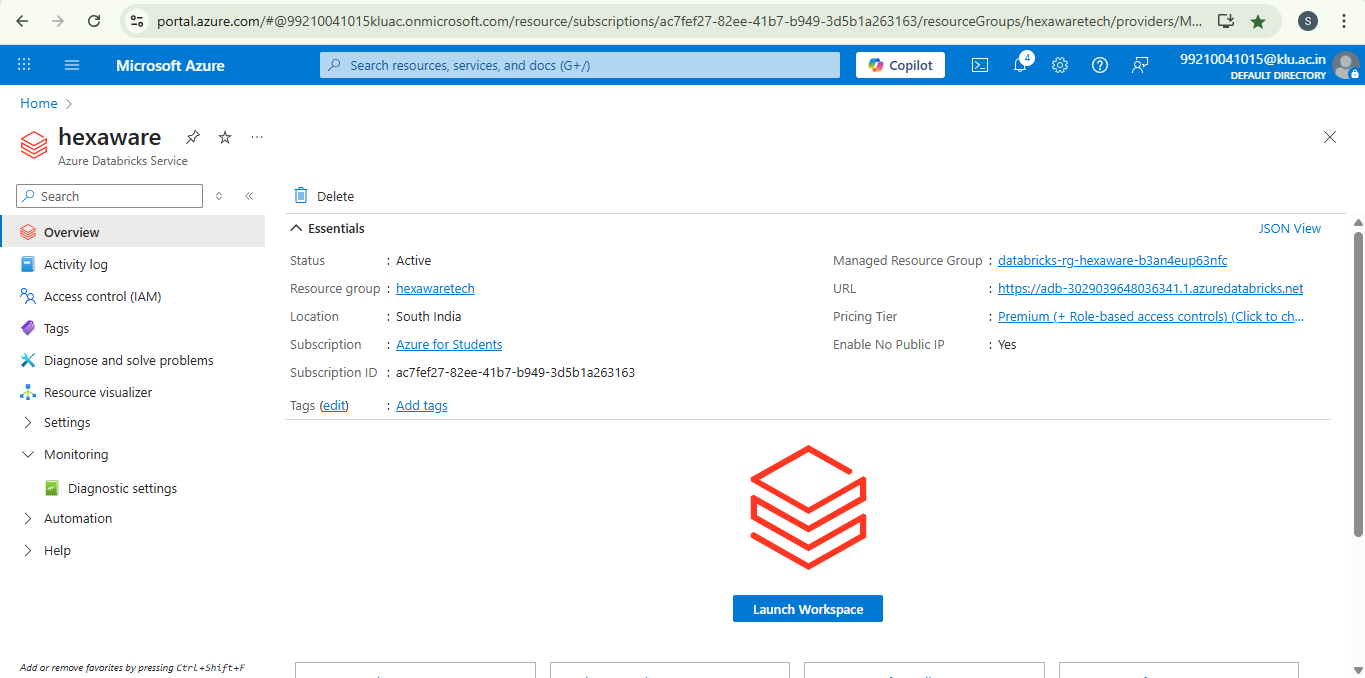 portal.azure.com/#@99210041015kluac.onmicrosoft.com/resource/subscriptions/ac7fef27-82ee-41b7-b949-3d5b1a263163/resourceGroups/hexawaretech/providers/M...
S
Microsoft Azure
Search resources, services, and docs (G+/)
Copilot
4
99210041015@klu.ac.in
DEFAULT DIRECTORY
Home
hexaware
Azure Databricks Service
Search
Overview
Activity log
Access control (IAM)
Tags
Diagnose and solve problems
Resource visualizer
Settings
Monitoring
Diagnostic settings
Automation
Help
Add or remove favorites by pressing Ctrl+Shift+F
Delete
Essentials
JSON View
Status : Active
Resource group : hexawaretech
Location : South India
Subscription : Azure for Students
Subscription ID : ac7fef27-82ee-41b7-b949-3d5b1a263163
Tags (edit) : Add tags
Managed Resource Group : databricks-rg-hexaware-b3an4eup63nfc
URL : https://adb-3029039648036341.1.azuredatabricks.net
Pricing Tier : Premium (+ Role-based access controls) (Click to ch...
Enable No Public IP : Yes
Launch Workspace